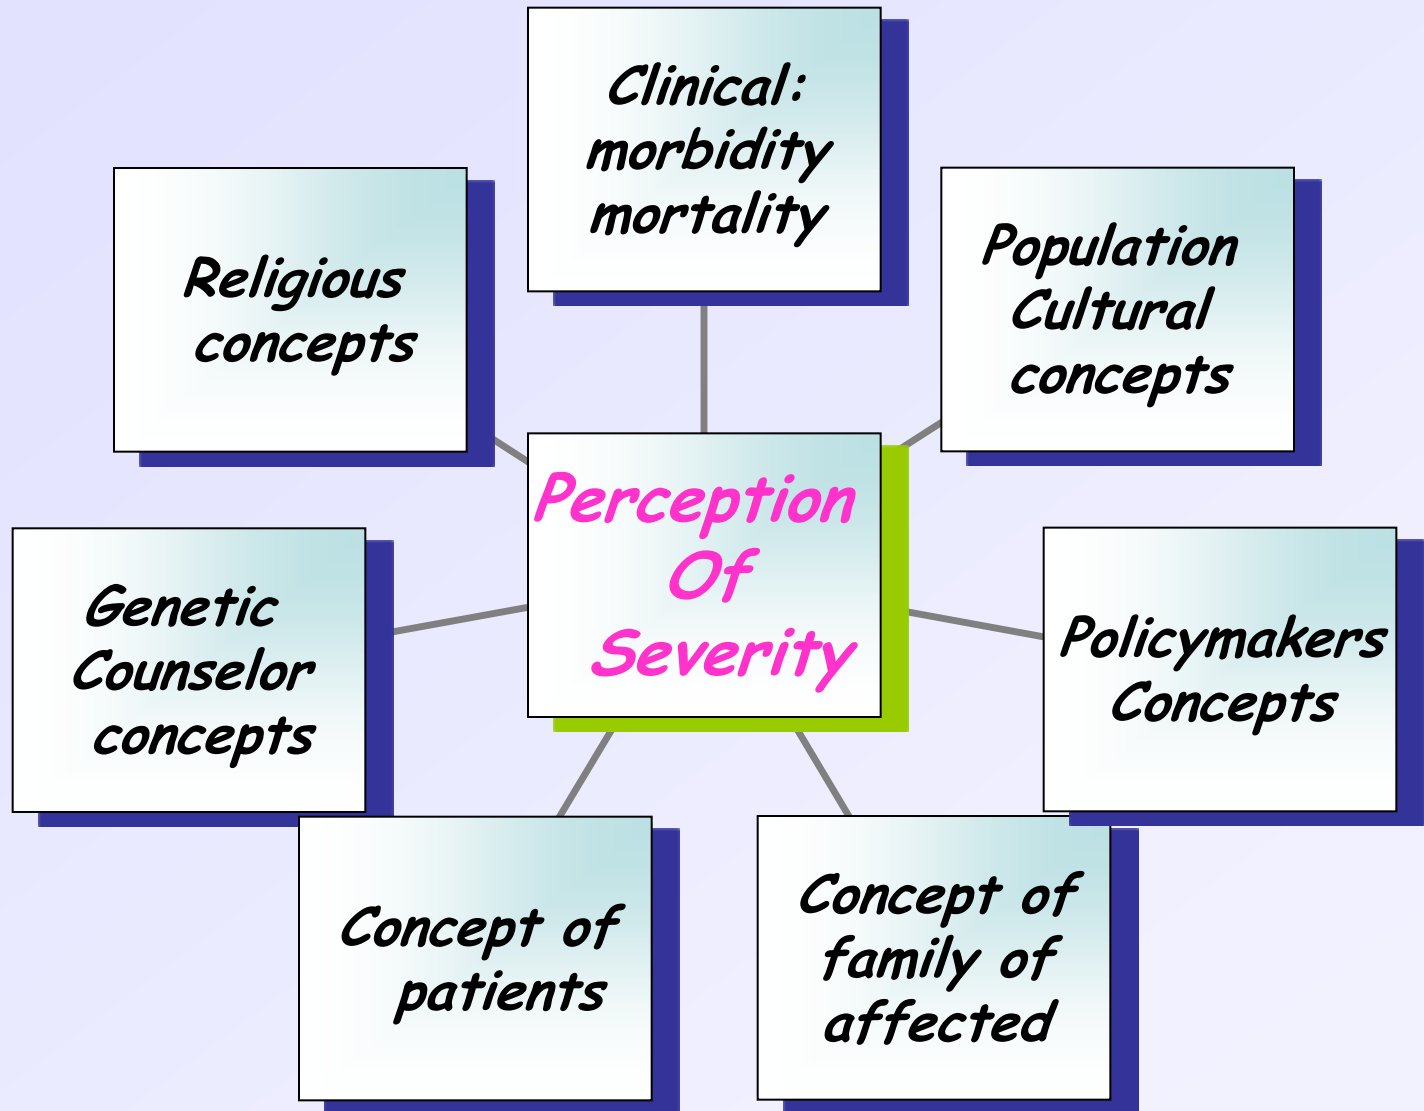 Clinical:
morbidity
mortality
Religious
concepts
Population
Cultural
concepts
Perception
Of
Severity
Genetic
Counselor
concepts
Policymakers
Concepts
Concept of
patients
Concept of
family of
affected